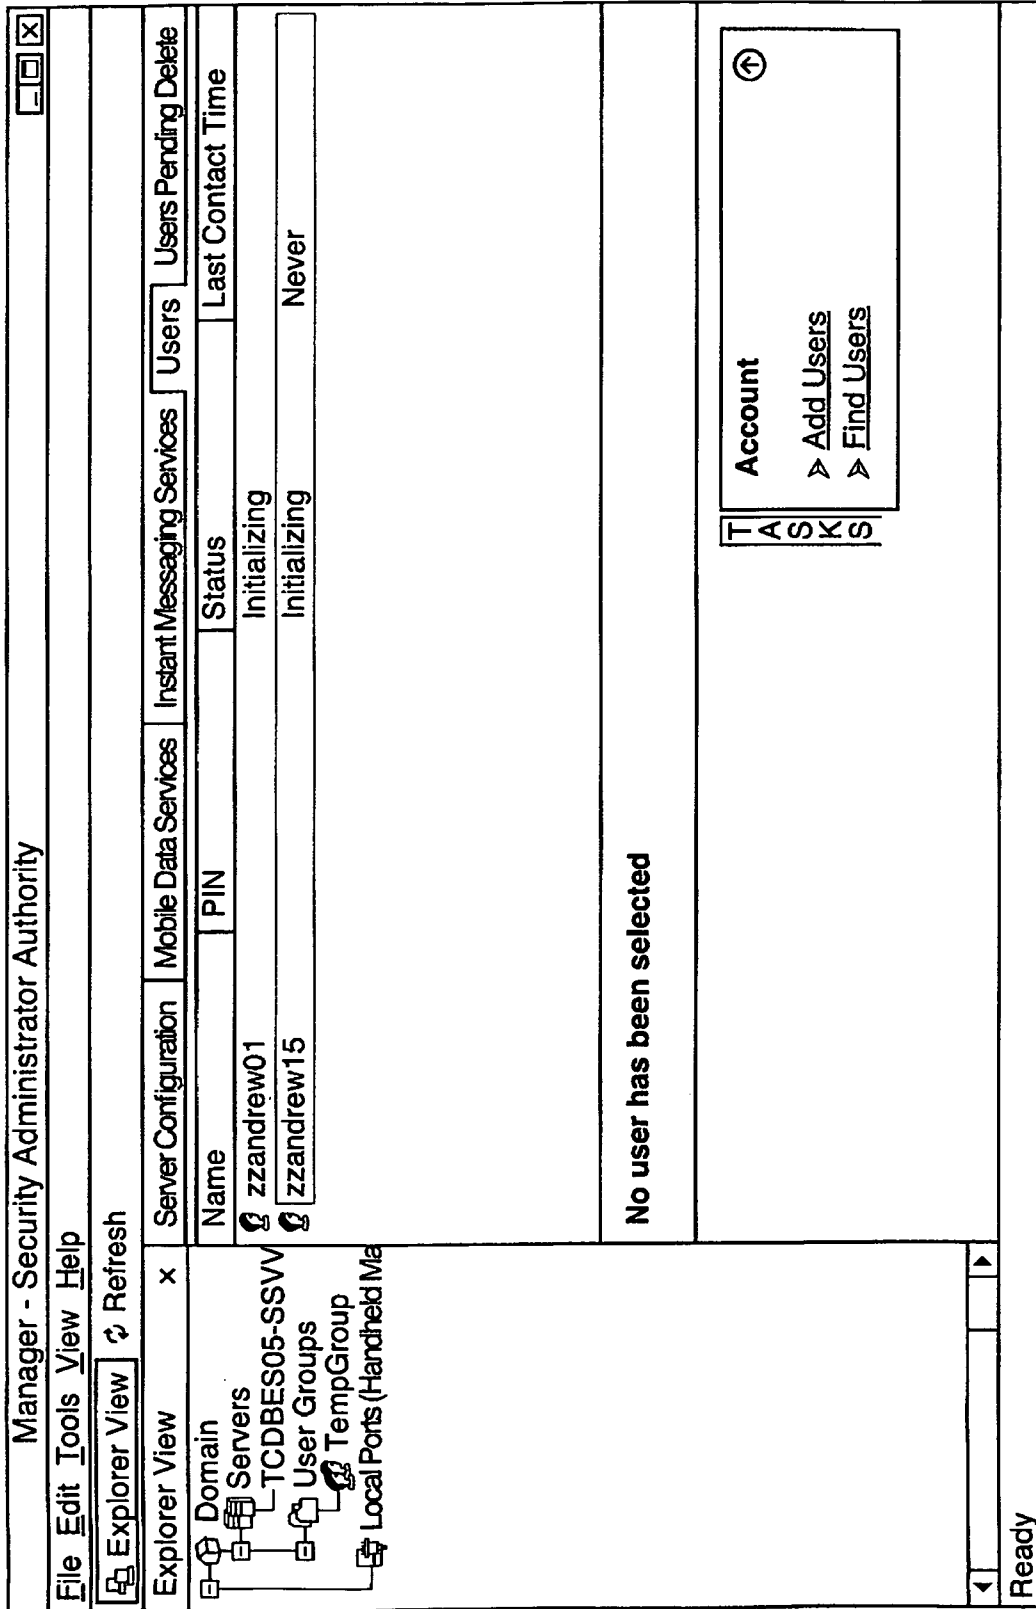 Manager - Security Administrator Authority
File Edit Tools View Help
Explorer View Refresh
Explorer View x
Domain
Servers
TCDBES05-SSVV
User Groups
TempGroup
Local Ports (Handheld Ma
Server Configuration Mobile Data Services Instant Messaging Services Users Users Pending Delete
Name PIN Status Last Contact Time
zzandrew01 Initializing
zzandrew15 Initializing Never
No user has been selected
TASKS
Account
Add Users
Find Users
Ready